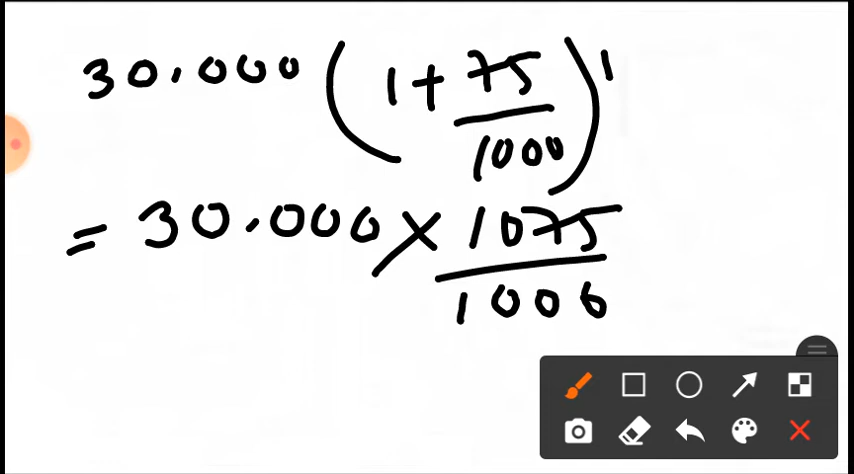 30.000 ( 1 + 75/1000 )^1
= 30.000 × 1075/1000